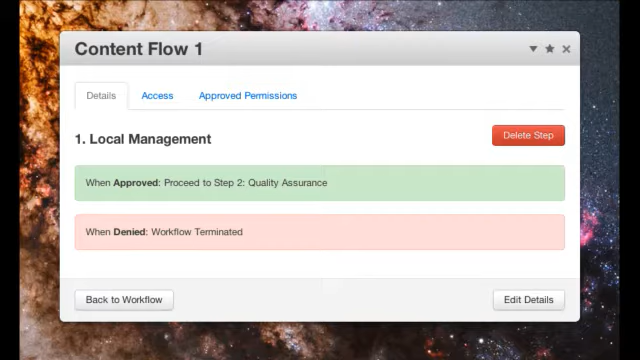 Content Flow 1
Details Access Approved Permissions
1. Local Management
Delete Step
When Approved: Proceed to Step 2: Quality Assurance
When Denied: Workflow Terminated
Back to Workflow
Edit Details